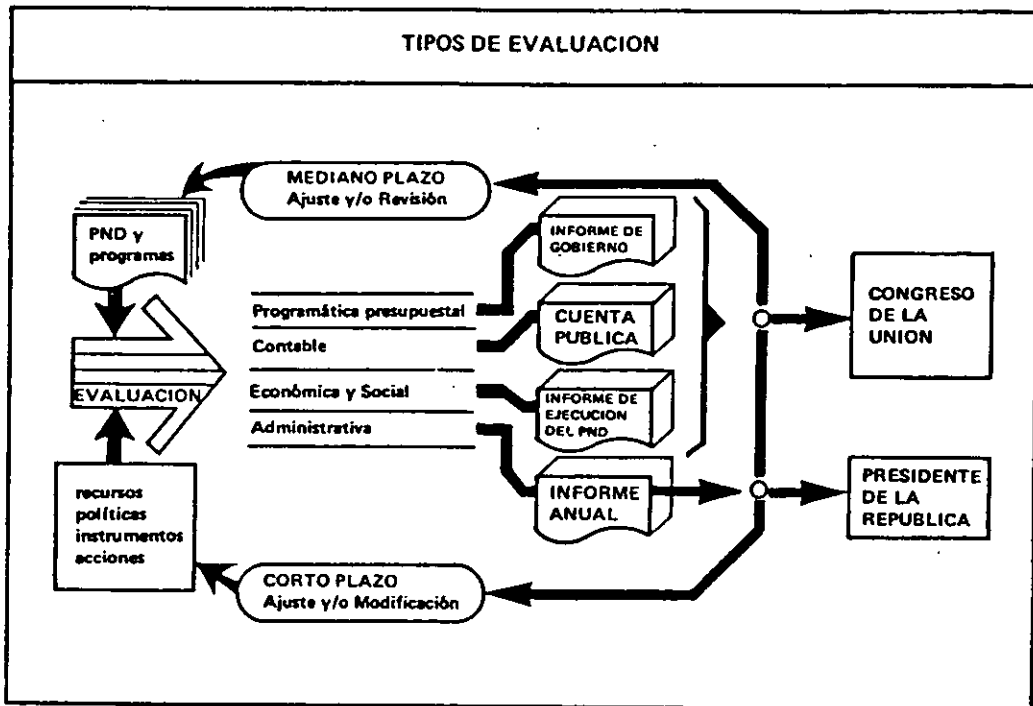 TIPOS DE EVALUACION
MEDIANO PLAZO
Ajuste y/o Revisión
PND y
programas
EVALUACION
recursos
políticas
instrumentos
acciones
CORTO PLAZO
Ajuste y/o Modificación
Programática presupuestal
Contable
Económica y Social
Administrativa
INFORME DE
GOBIERNO
CUENTA
PUBLICA
INFORME DE
EJECUCION
DEL PND
INFORME
ANUAL
CONGRESO
DE LA
UNION
PRESIDENTE
DE LA
REPUBLICA